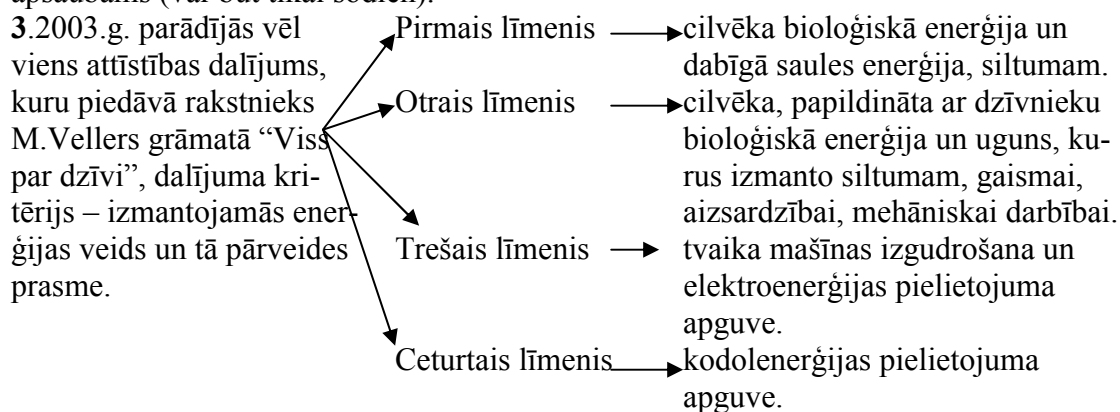 apsaubāms (var būt tikai šodien).
3.2003.g. parādījās vēl
viens attīstības dalījums,
kuru piedāvā rakstnieks
M.Vellers grāmatā “Viss
par dzīvi”, dalījuma kri-
tērijs – izmantojamās ener-
ģijas veids un tā pārveides
prasme.
Pirmais līmenis
cilvēka bioloģiskā enerģija un
dabīgā saules enerģija, siltumam.
Otrais līmenis
cilvēka, papildināta ar dzīvnieku
bioloģiskā enerģija un uguns, ku-
rus izmanto siltumam, gaismai,
aizsardzībai, mehāniskai darbībai.
Trešais līmenis
tvaika mašīnas izgudrošana un
elektroenerģijas pielietojuma
apguve.
Ceturtais līmenis
kodolenerģijas pielietojuma
apguve.